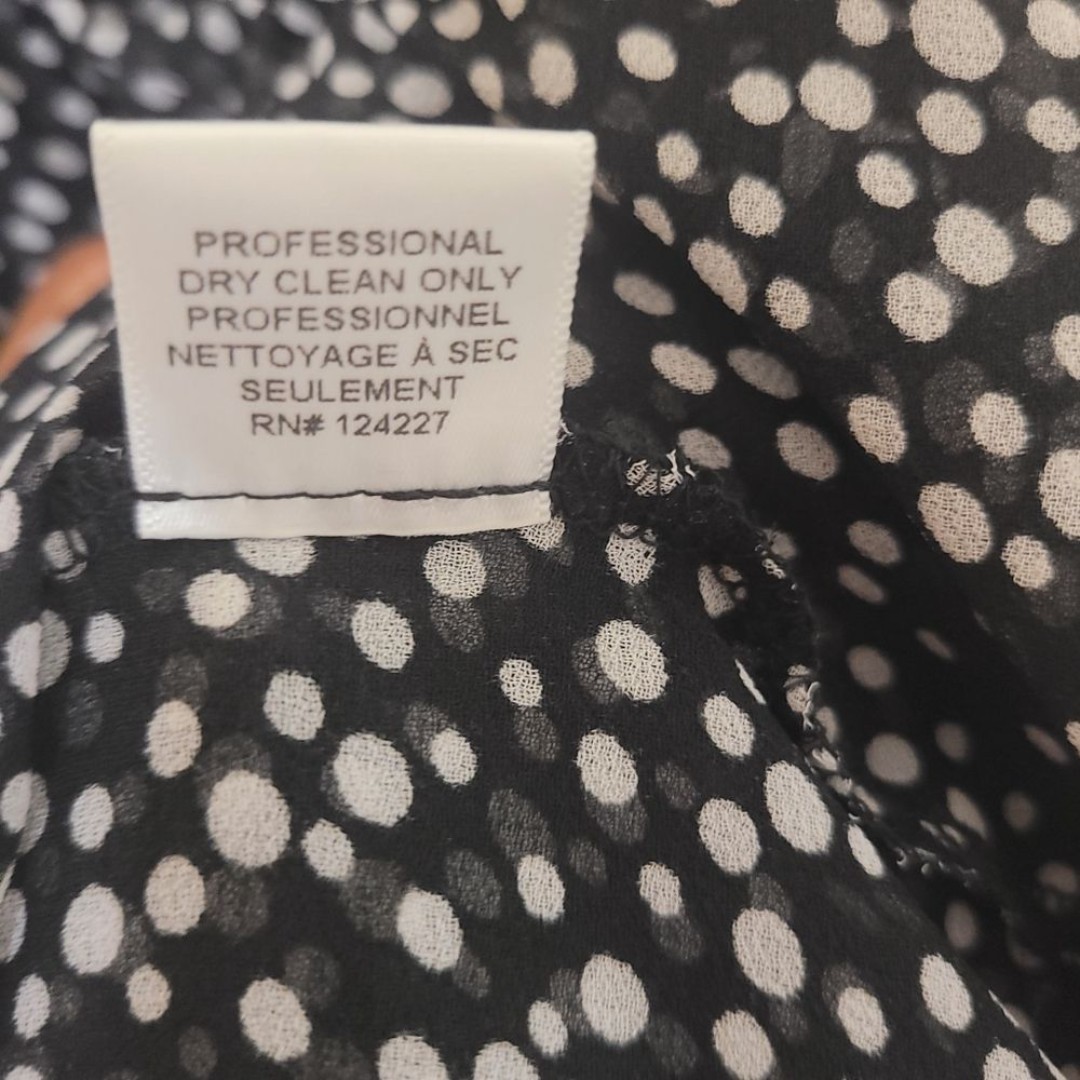 PROFESSIONAL
DRY CLEAN ONLY
PROFESSIONNEL
NETTOYAGE À SEC
SEULEMENT
RN# 124227